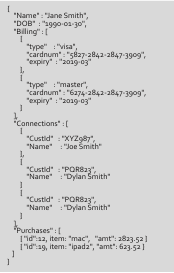 [
"Name" : "Jane Smith",
"DOB" : "1990-01-30",
"Billing" : [
[
"type" : "visa",
"cardnum" : "5827-2842-2847-3909",
"expiry" : "2019-03"
],
[
"type" : "master",
"cardnum" : "6274-2842-2847-3909",
"expiry" : "2019-03"
]
],
"Connections" : [
[
"CustId" : "XYZ987",
"Name" : "Joe Smith"
],
[
"CustId" : "PQR823",
"Name" : "Dylan Smith"
],
[
"CustId" : "PQR823",
"Name" : "Dylan Smith"
]
],
"Purchases" : [
["id":12, item: "mac", "amt": 2823.52 ]
["id":19, item: "ipad2", "amt": 623.52 ]
]
]